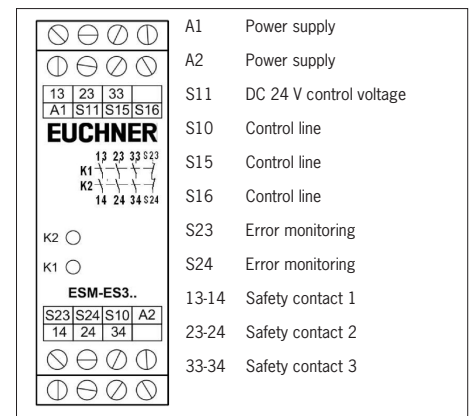 13 23 33
A1 S11 S15 S16
EUCHNER
13 23 33 S23
K1
K2
14 24 34 S24
K2
K1
ESM-ES3..
S23 S24 S10 A2
14 24 34
A1 Power supply
A2 Power supply
S11 DC 24 V control voltage
S10 Control line
S15 Control line
S16 Control line
S23 Error monitoring
S24 Error monitoring
13-14 Safety contact 1
23-24 Safety contact 2
33-34 Safety contact 3